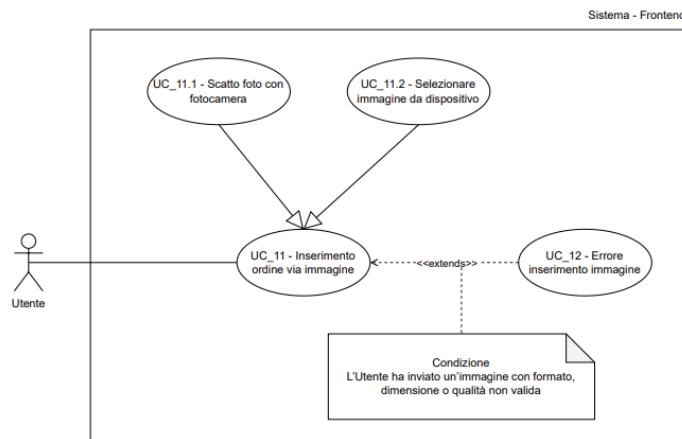 Sistema - Frontend
UC_11.1 - Scatto foto con
fotocamera
UC_11.2 - Selezionare
immagine da dispositivo
UC_11 - Inserimento
ordine via immagine
<<extends>>
UC_12 - Errore
inserimento immagine
Utente
Condizione
L'Utente ha inviato un'immagine con formato,
dimensione o qualità non valida